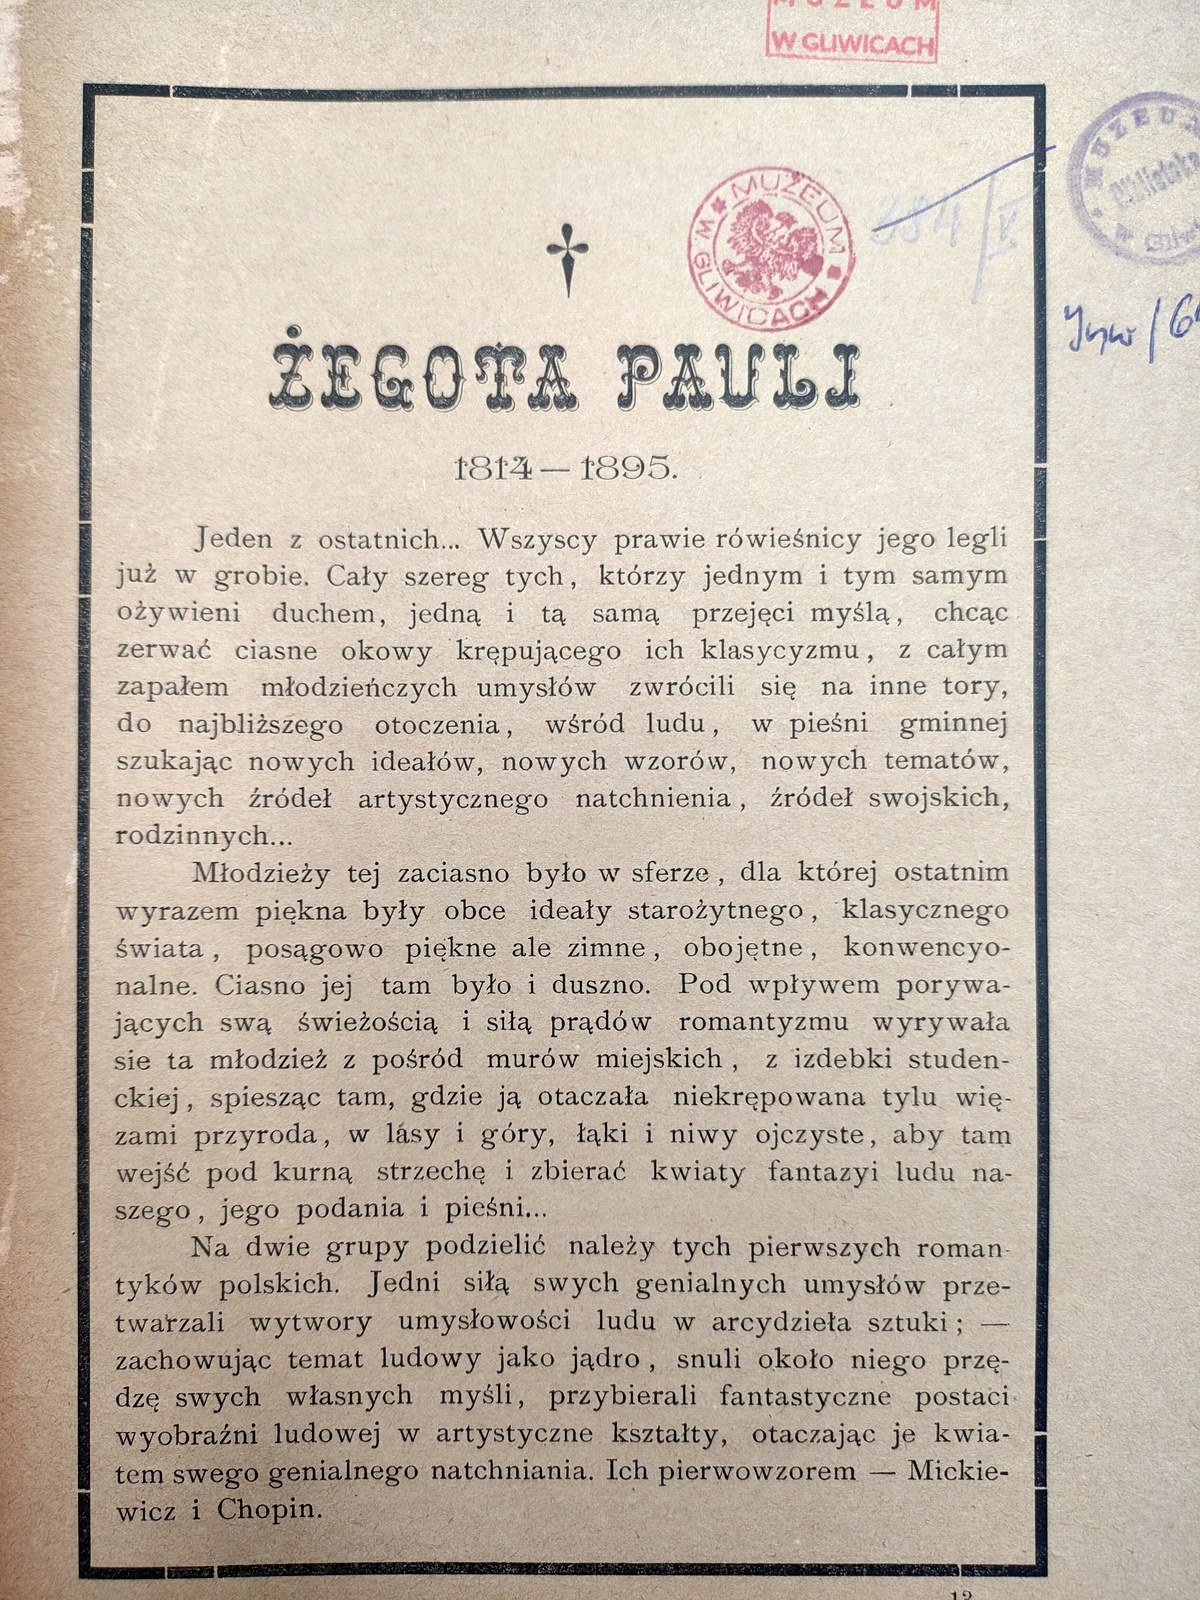 MUZEUM
W GLIWICACH
MUZEUM
W GLIWICACH
384/V
MUZEU
Biblioteka
W
ŻEGOTA PAULI
1814 — 1895.
Jeden z ostatnich... Wszyscy prawie rówieśnicy jego legli
już w grobie. Cały szereg tych, którzy jednym i tym samym
ożywieni duchem, jedną i tą samą przejęci myślą, chcąc
zerwać ciasne okowy krępującego ich klasycyzmu, z całym
zapałem młodzieńczych umysłów zwrócili się na inne tory,
do najbliższego otoczenia, wśród ludu, w pieśni gminnej
szukając nowych ideałów, nowych wzorów, nowych tematów,
nowych źródeł artystycznego natchnienia, źródeł swojskich,
rodzinnych...
Młodzieży tej zaciasno było w sferze, dla której ostatnim
wyrazem piękna były obce ideały starożytnego, klasycznego
świata, posągowo piękne ale zimne, obojętne, konwencyo-
nalne. Ciasno jej tam było i duszno. Pod wpływem porywa-
jących swą świeżością i siłą prądów romantyzmu wyrywała
sie ta młodzież z pośród murów miejskich, z izdebki studen-
ckiej, spiesząc tam, gdzie ją otaczała niekrępowana tylu wię-
zami przyroda, w lasy i góry, łąki i niwy ojczyste, aby tam
wejść pod kurną strzechę i zbierać kwiaty fantazyi ludu na-
szego, jego podania i pieśni...
Na dwie grupy podzielić należy tych pierwszych roman-
tyków polskich. Jedni siłą swych genialnych umysłów prze-
twarzali wytwory umysłowości ludu w arcydzieła sztuki; —
zachowując temat ludowy jako jądro, snuli około niego przę-
dzę swych własnych myśli, przybierali fantastyczne postaci
wyobraźni ludowej w artystyczne kształty, otaczając je kwia-
tem swego genialnego natchniania. Ich pierwowzorem — Mickie-
wicz i Chopin.
12